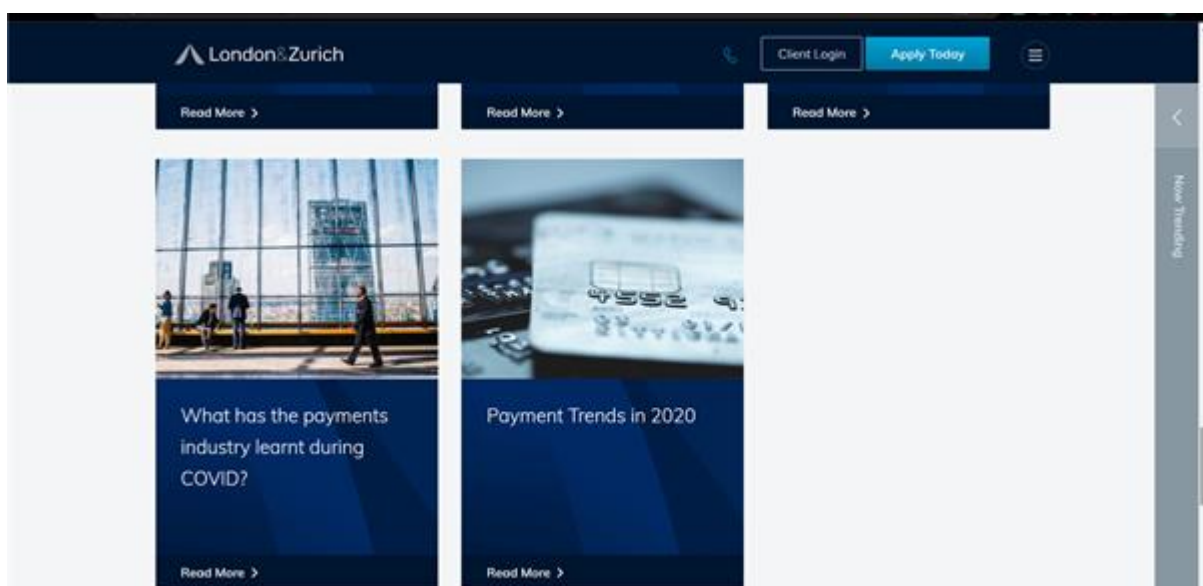 London&Zurich
Client Login
Apply Today
Read More >
Read More >
Read More >
Now Trending
4552
What has the payments
industry learnt during
COVID?
Payment Trends in 2020
Read More >
Read More >